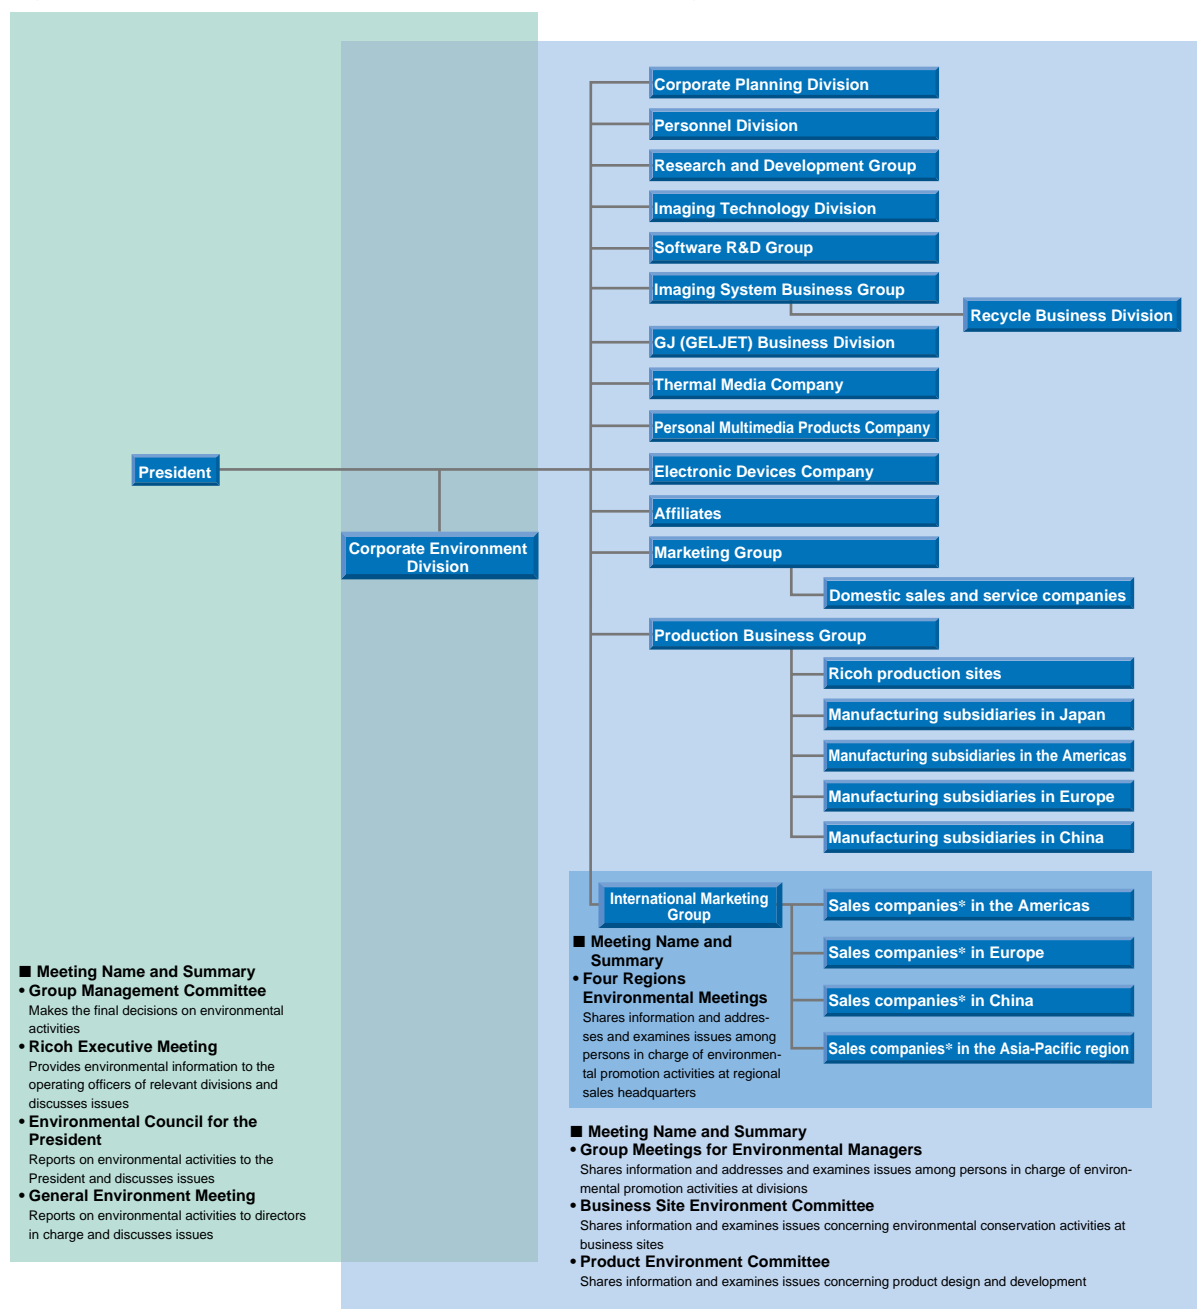 Corporate Planning Division
Personnel Division
Research and Development Group
Imaging Technology Division
Software R&D Group
Imaging System Business Group
Recycle Business Division
GJ (GELJET) Business Division
Thermal Media Company
Personal Multimedia Products Company
President
Electronic Devices Company
Affiliates
Corporate Environment
Division
Marketing Group
Domestic sales and service companies
Production Business Group
Ricoh production sites
Manufacturing subsidiaries in Japan
Manufacturing subsidiaries in the Americas
Manufacturing subsidiaries in Europe
Manufacturing subsidiaries in China
International Marketing
Group
Sales companies* in the Americas
Sales companies* in Europe
Sales companies* in China
Sales companies* in the Asia-Pacific region
■ Meeting Name and
Summary
• Four Regions
Environmental Meetings
Shares information and addres-
ses and examines issues among
persons in charge of environmen-
tal promotion activities at regional
sales headquarters
■ Meeting Name and Summary
• Group Management Committee
Makes the final decisions on environmental
activities
• Ricoh Executive Meeting
Provides environmental information to the
operating officers of relevant divisions and
discusses issues
• Environmental Council for the
President
Reports on environmental activities to the
President and discusses issues
• General Environment Meeting
Reports on environmental activities to directors
in charge and discusses issues
■ Meeting Name and Summary
• Group Meetings for Environmental Managers
Shares information and addresses and examines issues among persons in charge of environ-
mental promotion activities at divisions
• Business Site Environment Committee
Shares information and examines issues concerning environmental conservation activities at
business sites
• Product Environment Committee
Shares information and examines issues concerning product design and development